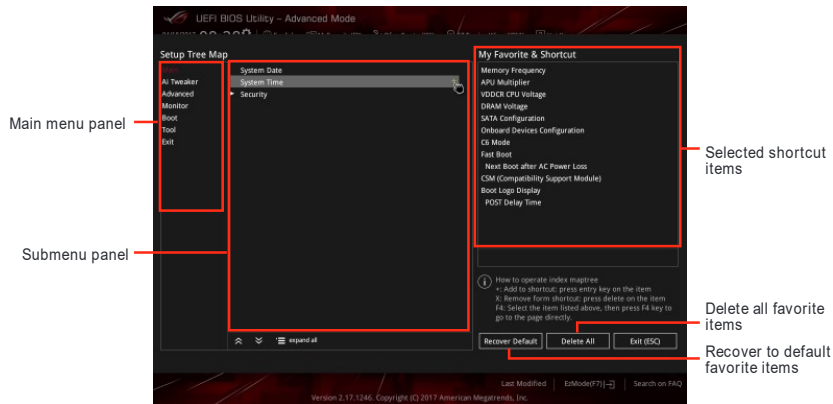 UEFI BIOS Utility – Advanced Mode
Setup Tree Map
Main
Ai Tweaker
Advanced
Monitor
Boot
Tool
Exit
System Date
System Time
Security
expand all
My Favorite & Shortcut
Memory Frequency
APU Multiplier
VDDCR CPU Voltage
DRAM Voltage
SATA Configuration
Onboard Devices Configuration
C6 Mode
Fast Boot
Next Boot after AC Power Loss
CSM (Compatibility Support Module)
Boot Logo Display
POST Delay Time
How to operate index maptree
+: Add to shortcut: press entry key on the item
X: Remove form shortcut: press delete on the item
F4: Select the item listed above, then press F4 key to
go to the page directly.
Recover Default
Delete All
Exit (ESC)
Last Modified
EzMode(F7)
Search on FAQ
Version 2.17.1246. Copyright (C) 2017 American Megatrends, Inc.
Main menu panel
Submenu panel
Selected shortcut
items
Delete all favorite
items
Recover to default
favorite items